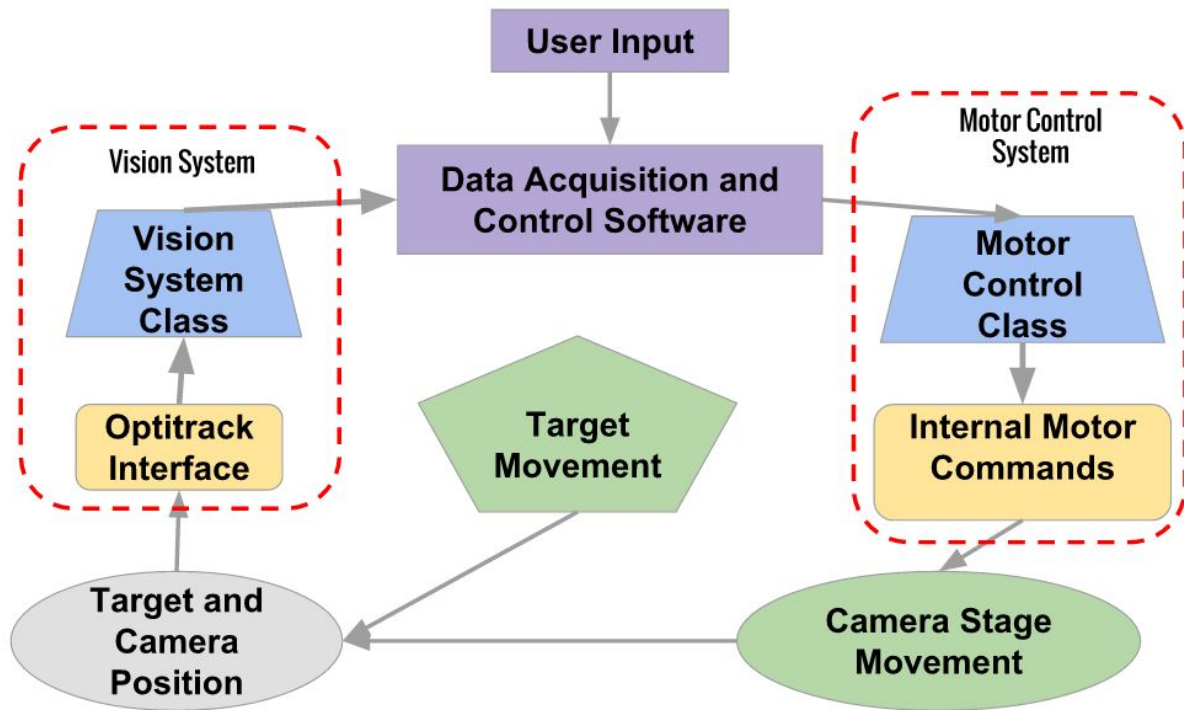 User Input
Motor Control
System
Vision System
Data Acquisition and
Control Software
Vision
System
Class
Motor
Control
Class
Optitrack
Interface
Target
Movement
Internal Motor
Commands
Target and
Camera
Position
Camera Stage
Movement